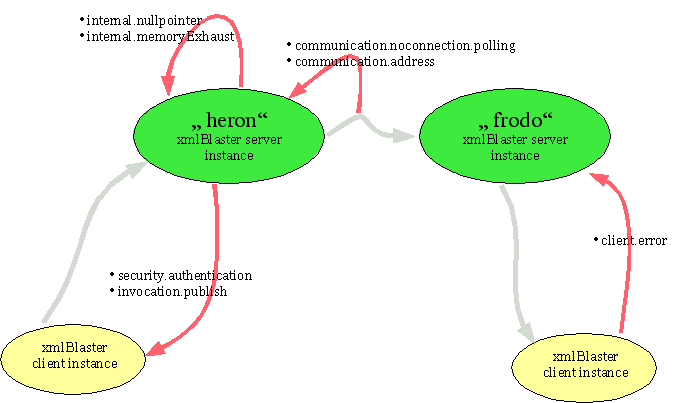 • internal.nullpointer
• internal.memoryExhaust
• communication.noconnection.polling
• communication.address
„heron“
xmlBlaster server
instance
„frodo“
xmlBlaster server
instance
• client.error
• security.authentication
• invocation.publish
xmlBlaster
client instance
xmlBlaster
client instance